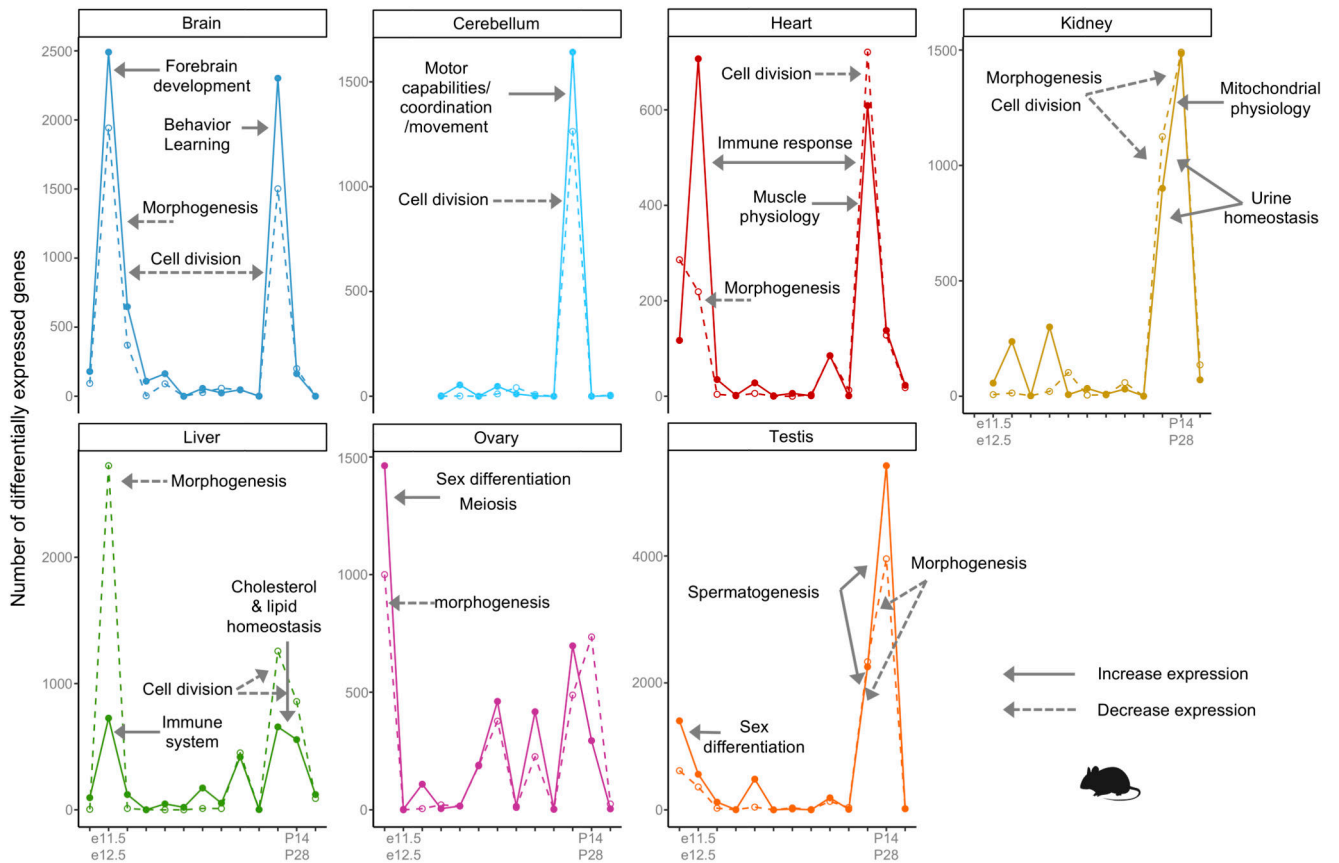 Number of differentially expressed genes
Brain
2500
2000
1500
1000
500
0
Forebrain
development
Behavior
Learning
Morphogenesis
Cell division
Cerebellum
1500
1000
500
0
Motor
capabilities/
coordination
/movement
Cell division
Heart
600
400
200
0
Cell division
Immune response
Muscle
physiology
Morphogenesis
Kidney
1500
1000
500
0
Morphogenesis
Cell division
Mitochondrial
physiology
Urine
homeostasis
e11.5
e12.5
P14
P28
Liver
2000
1000
0
Morphogenesis
Cholesterol
& lipid
homeostasis
Cell division
Immune
system
e11.5
e12.5
P14
P28
Ovary
1500
1000
500
0
Sex differentiation
Meiosis
morphogenesis
e11.5
e12.5
P14
P28
Testis
4000
2000
0
Morphogenesis
Spermatogenesis
Sex
differentiation
e11.5
e12.5
P14
P28
Increase expression
Decrease expression